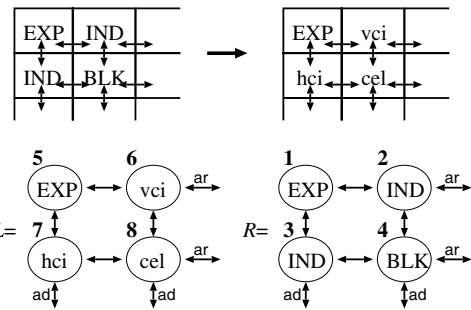 EXP IND EXP vci
IND BLK hci cel
5 6 1 2
EXP vci ar EXP IND ar
L= 7 8 R= 3 4
hci cel ar IND BLK ar
ad ad ad ad